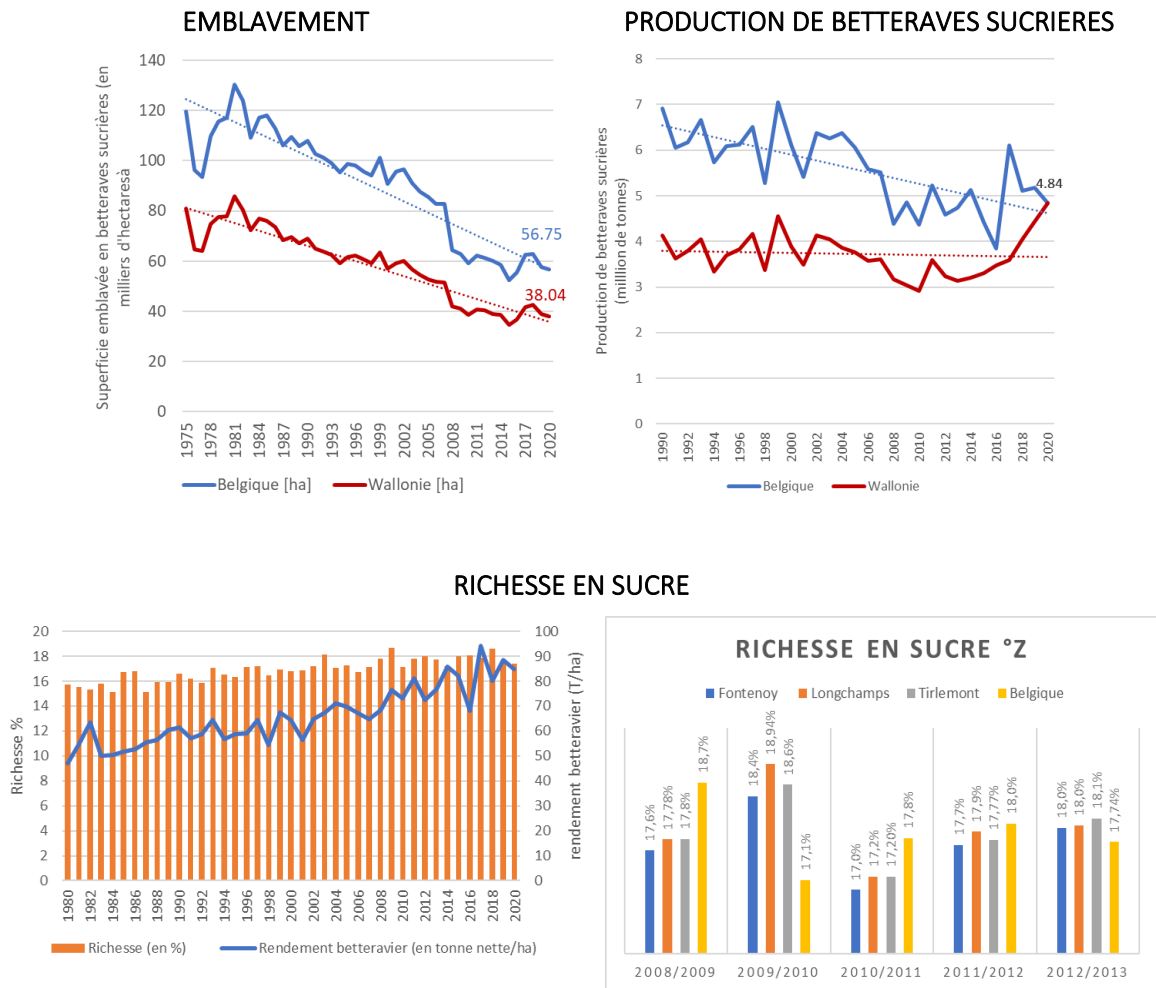 EMBLAVEMENT
PRODUCTION DE BETTERAVES SUCRIERES
Superficie emblavée en betteraves sucrières (en
milliers d'hectaresà
140
120
100
80
60
40
20
0
56.75
38.04
1975 1978 1981 1984 1987 1990 1993 1996 1999 2002 2005 2008 2011 2014 2017 2020
Belgique [ha] Wallonie [ha]
Production de betteraves sucrières
(milllion de tonnes)
8
7
6
5
4
3
2
1
0
4.84
1990 1992 1994 1996 1998 2000 2002 2004 2006 2008 2010 2012 2014 2016 2018 2020
Belgique Wallonie
RICHESSE EN SUCRE
Richesse %
20
18
16
14
12
10
8
6
4
2
0
100
90
80
70
60
50
40
30
20
10
0
rendement betteravier (T/ha)
1980 1982 1984 1986 1988 1990 1992 1994 1996 1998 2000 2002 2004 2006 2008 2010 2012 2014 2016 2018 2020
Richesse (en %) Rendement betteravier (en tonne nette/ha)
RICHESSE EN SUCRE °Z
Fontenoy Longchamps Tirlemont Belgique
17,6% 17,78% 17,8% 18,7%
18,4% 18,94% 18,6% 17,1%
17,0% 17,2% 17,20% 17,8%
17,7% 17,9% 17,77% 18,0%
18,0% 18,0% 18,1% 17,74%
2008/2009 2009/2010 2010/2011 2011/2012 2012/2013